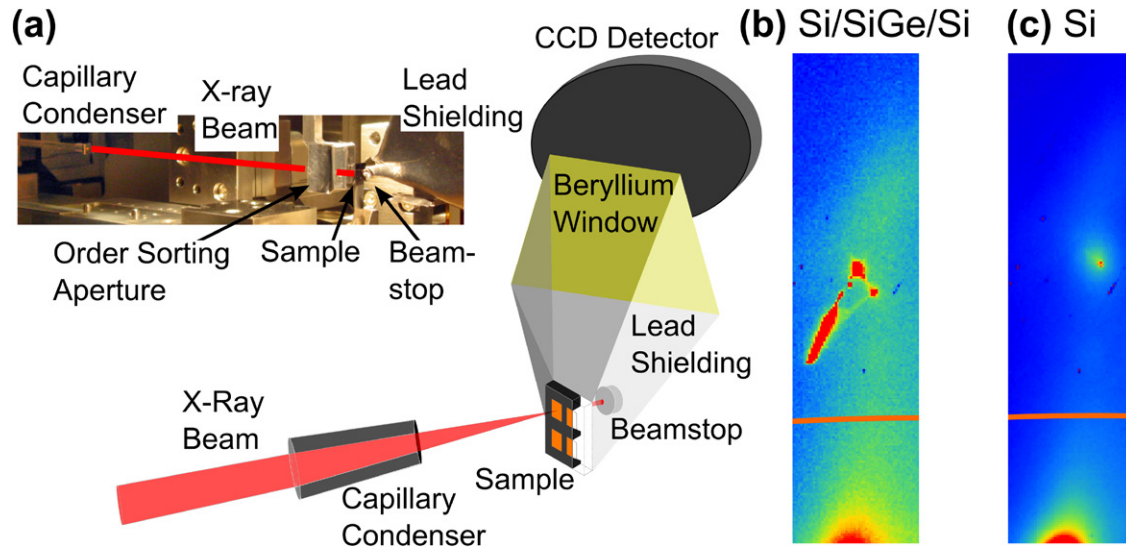 (a)
Capillary
Condenser
X-ray
Beam
Lead
Shielding
Order Sorting
Aperture
Sample
Beam-
stop
CCD Detector
Beryllium
Window
Lead
Shielding
X-Ray
Beam
Capillary
Condenser
Sample
Beamstop
(b) Si/SiGe/Si
(c) Si